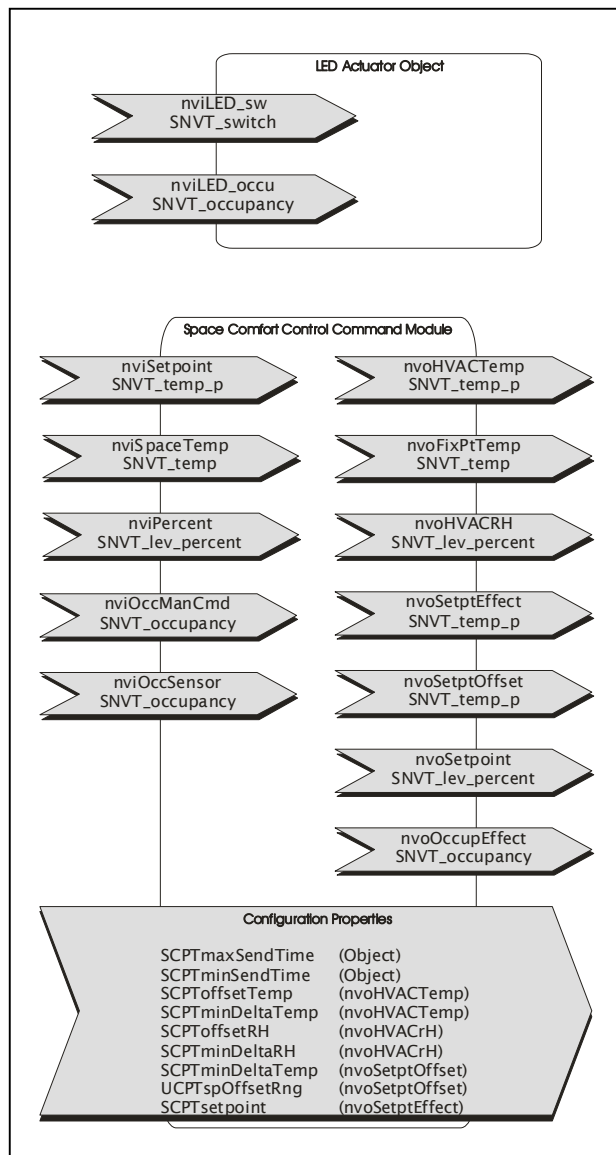 LED Actuator Object
nviLED_sw
SNVT_switch
nviLED_occu
SNVT_occupancy
Space Comfort Control Command Module
nviSetpoint
SNVT_temp_p
nviSpaceTemp
SNVT_temp
nviPercent
SNVT_lev_percent
nviOccManCmd
SNVT_occupancy
nviOccSensor
SNVT_occupancy
nvoHVACTemp
SNVT_temp_p
nvoFixPtTemp
SNVT_temp
nvoHVACRH
SNVT_lev_percent
nvoSetptEffect
SNVT_temp_p
nvoSetptOffset
SNVT_temp_p
nvoSetpoint
SNVT_lev_percent
nvoOccupEffect
SNVT_occupancy
Configuration Properties
SCPTmaxSendTime (Object)
SCPTminSendTime (Object)
SCPToffsetTemp (nvoHVACTemp)
SCPTminDeltaTemp (nvoHVACTemp)
SCPToffsetRH (nvoHVACrH)
SCPTminDeltaRH (nvoHVACrH)
SCPTminDeltaTemp (nvoSetptOffset)
UCPTspOffsetRng (nvoSetptOffset)
SCPTsetpoint (nvoSetptEffect)